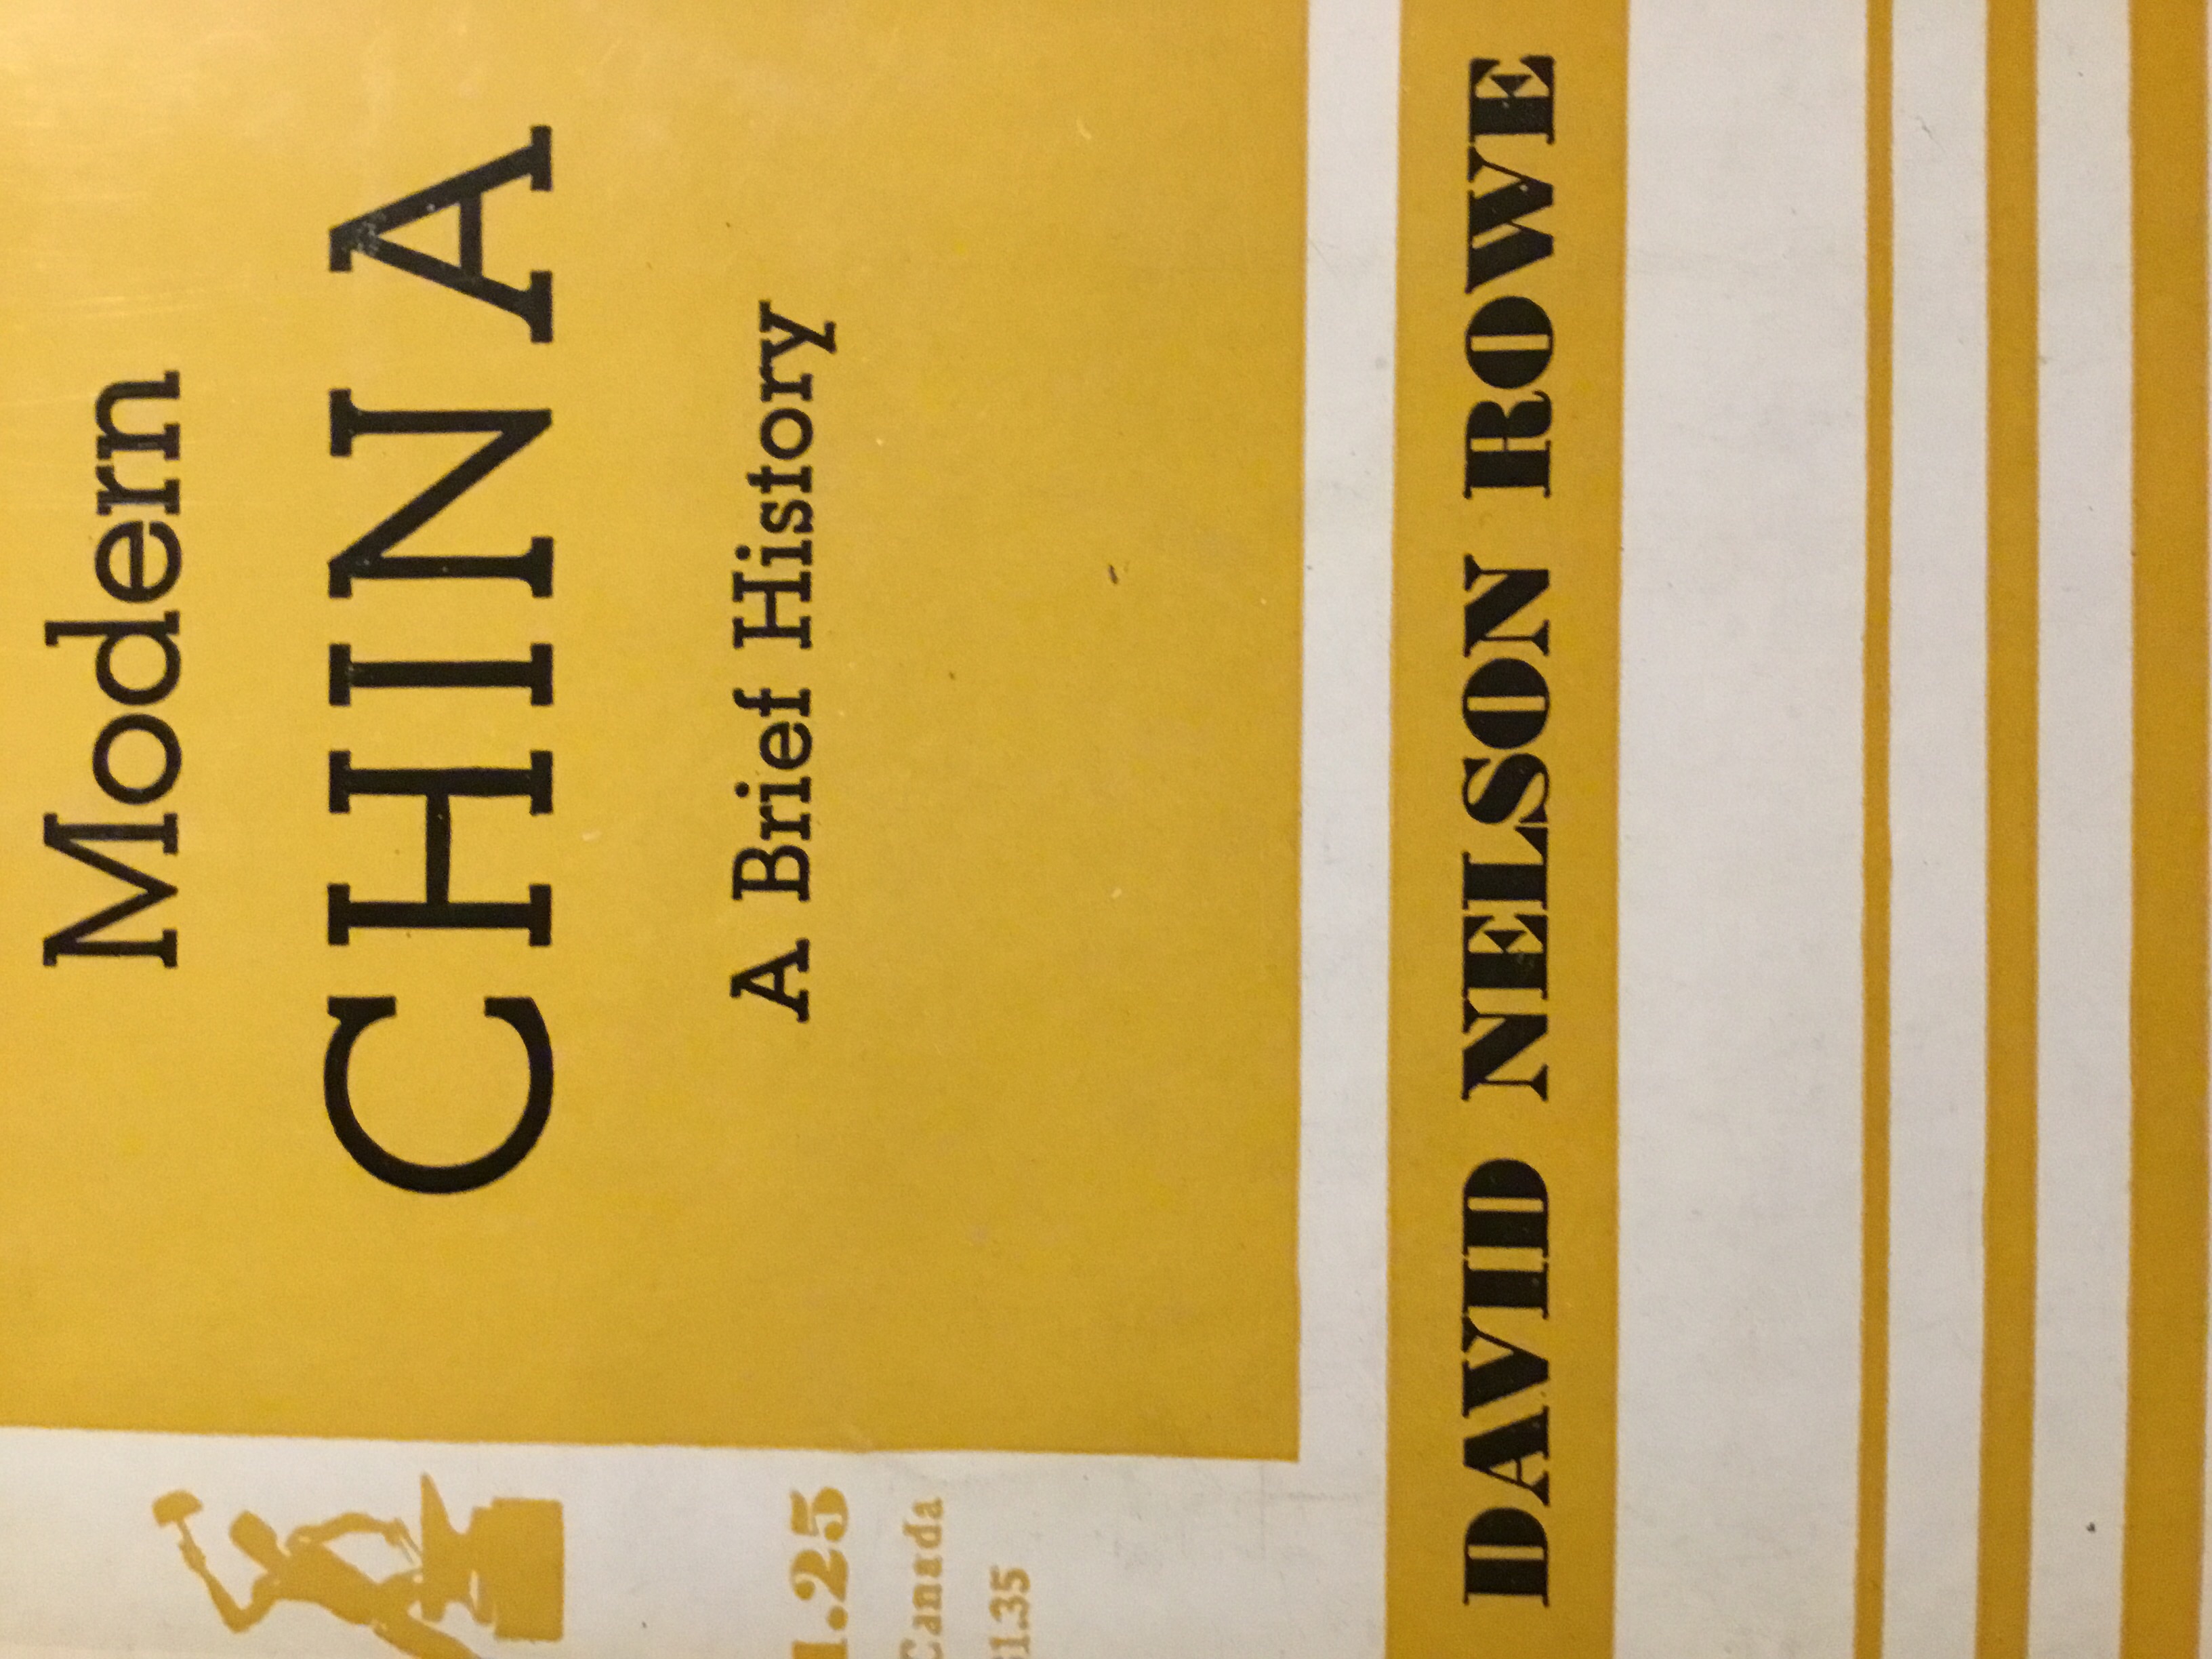 Modern
CHINA
A Brief History
1.25
Canada
$1.35
DAVID NELSON ROWE